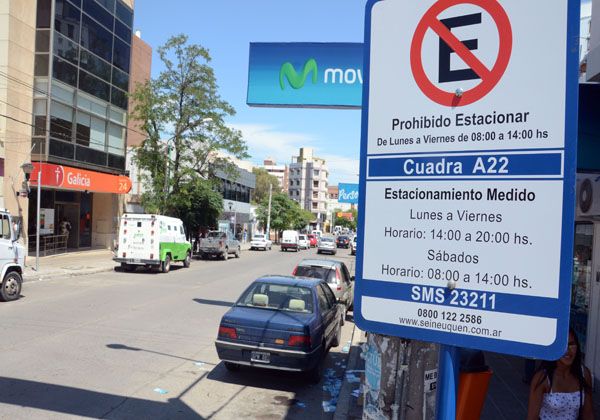 E
Prohibido Estacionar
De Lunes a Viernes de 08:00 a 14:00 hs
Cuadra A22
Estacionamiento Medido
Lunes a Viernes
Horario: 14:00 a 20:00 hs.
Sábados
Horario: 08:00 a 14:00 hs.
SMS 23211
0800 122 2586
www.seineuquen.com.ar
mov
Galicia
Galicia 24